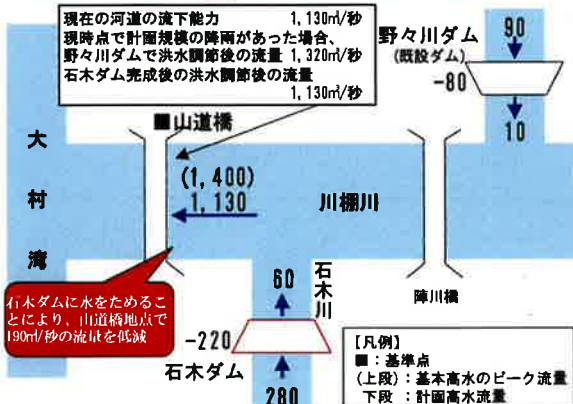 現在の河道の流下能力 1,130㎥/秒
現時点で計画規模の降雨があった場合、
野々川ダムで洪水調節後の流量 1,320㎥/秒
石木ダム完成後の洪水調節後の流量
1,130㎥/秒
野々川ダム
(既設ダム)
90
-80
10
■山道橋
大村湾
(1,400)
1,130
川棚川
陣川橋
石木川
60
-220
石木ダム
280
石木ダムに水をためるこ
とにより、山道橋地点で
190㎥/秒の流量を低減
【凡例】
■:基準点
(上段):基本高水のピーク流量
下段:計画高水流量